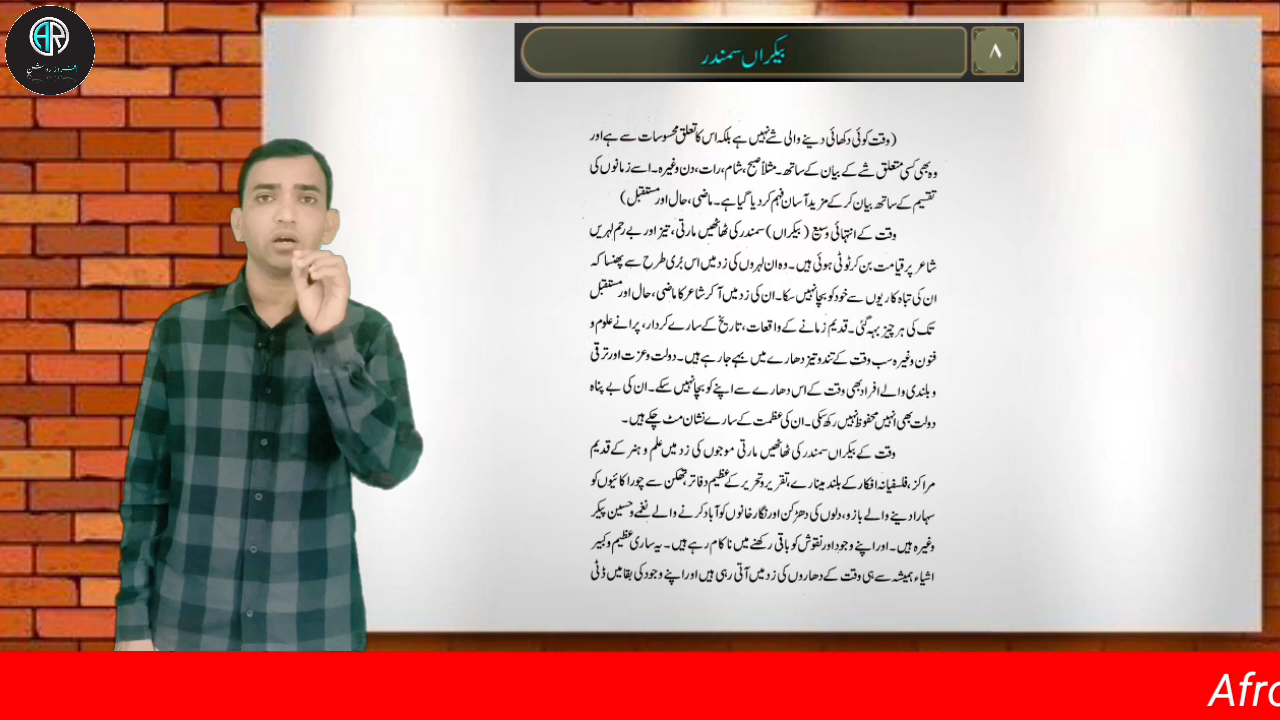 افروز روشن
بیکراں سمندر
۸
(وقت کوئی دکھائی دینے والی شے نہیں ہے بلکہ اس کا تعلق محسوسات سے ہے اور
وہ بھی کسی متعلق شے کے بیان کے ساتھ۔ مثلاً صبح، شام، رات، دن وغیرہ۔ اسے زمانوں کی
تقسیم کے ساتھ بیان کر کے مزید آسان فہم کر دیا گیا ہے۔ ماضی، حال اور مستقبل)
وقت کے انتہائی وسیع (بیکراں) سمندر کی ٹھاٹھیں مارتی، تیز اور بے رحم لہریں
شاعر پر قیامت بن کر ٹوٹی ہوئی ہیں۔ وہ ان لہروں کی زد میں اس بُری طرح سے پھنسا کہ
ان کی تباہ کاریوں سے خود کو بچا نہیں سکا۔ ان کی زد میں آ کر شاعر کا ماضی، حال اور مستقبل
تک کی ہر چیز بہہ گئی۔ قدیم زمانے کے واقعات، تاریخ کے سارے کردار، پرانے علوم و
فنون وغیرہ سب وقت کے تند و تیز دھارے میں بہے جا رہے ہیں۔ دولت و عزت اور ترقی
و بلندی والے افراد بھی وقت کے اس دھارے سے اپنے کو بچا نہیں سکے۔ ان کی بے پناہ
دولت بھی انہیں محفوظ نہیں رکھ سکی۔ ان کی عظمت کے سارے نشان مٹ چکے ہیں۔
وقت کے بیکراں سمندر کی ٹھاٹھیں مارتی موجوں کی زد میں علم و ہنر کے قدیم
مراکز، فلسفیانہ افکار کے بلند مینارے، تقریر و تحریر کے عظیم دفاتر، تھکن سے چور اکائیوں کو
سہارا دینے والے بازو، دلوں کی دھڑکن اور نگار خانوں کو آباد کرنے والے نغمے و حسین پیکر
وغیرہ ہیں۔ اور اپنے وجود اور نقوش کو باقی رکھنے میں ناکام رہے ہیں۔ یہ ساری عظیم و کبیر
اشیاء ہمیشہ سے ہی وقت کے دھاروں کی زد میں آتی رہی ہیں اور اپنے وجود کی بقا میں ڈٹی
Afro